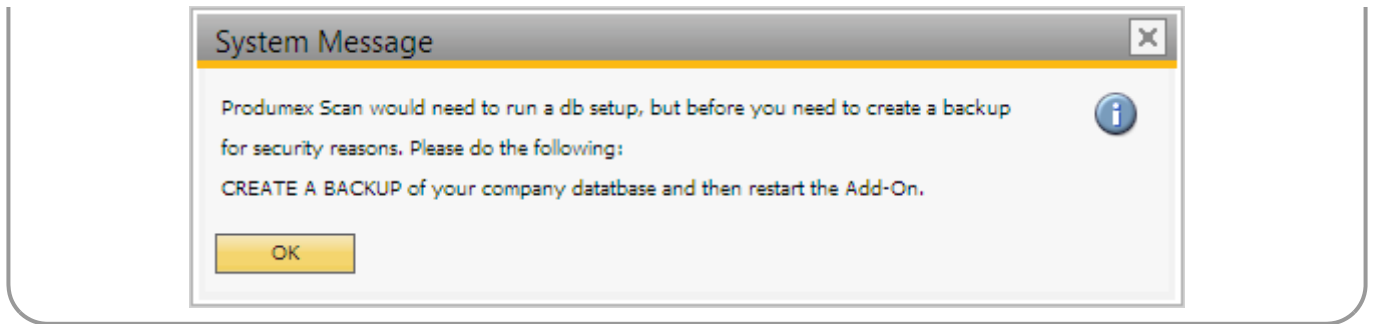 System Message
Produmex Scan would need to run a db setup, but before you need to create a backup
for security reasons. Please do the following:
CREATE A BACKUP of your company datatbase and then restart the Add-On.
OK